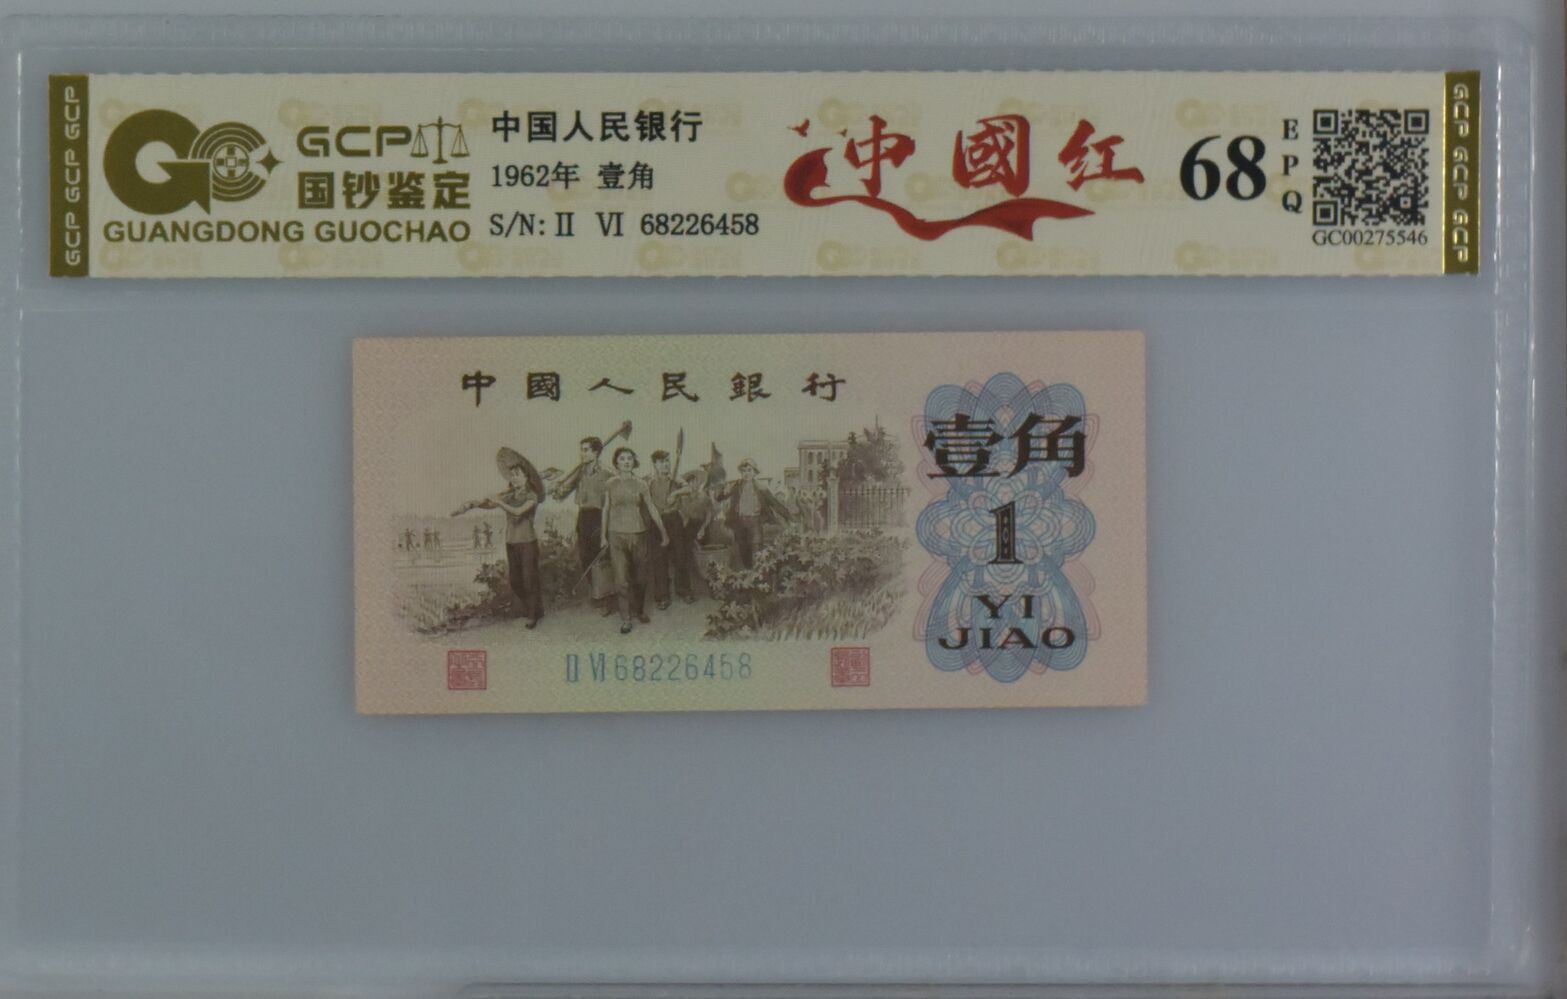 GCP GCP GCP
GCP
国钞鉴定
GUANGDONG GUOCHAO
中国人民银行
1962年 壹角
S/N: II VI 68226458
中國红
68
EPQ
GC00275546
GCP GCP GCP
中國人民銀行
壹角
1
YI
JIAO
II VI 68226458